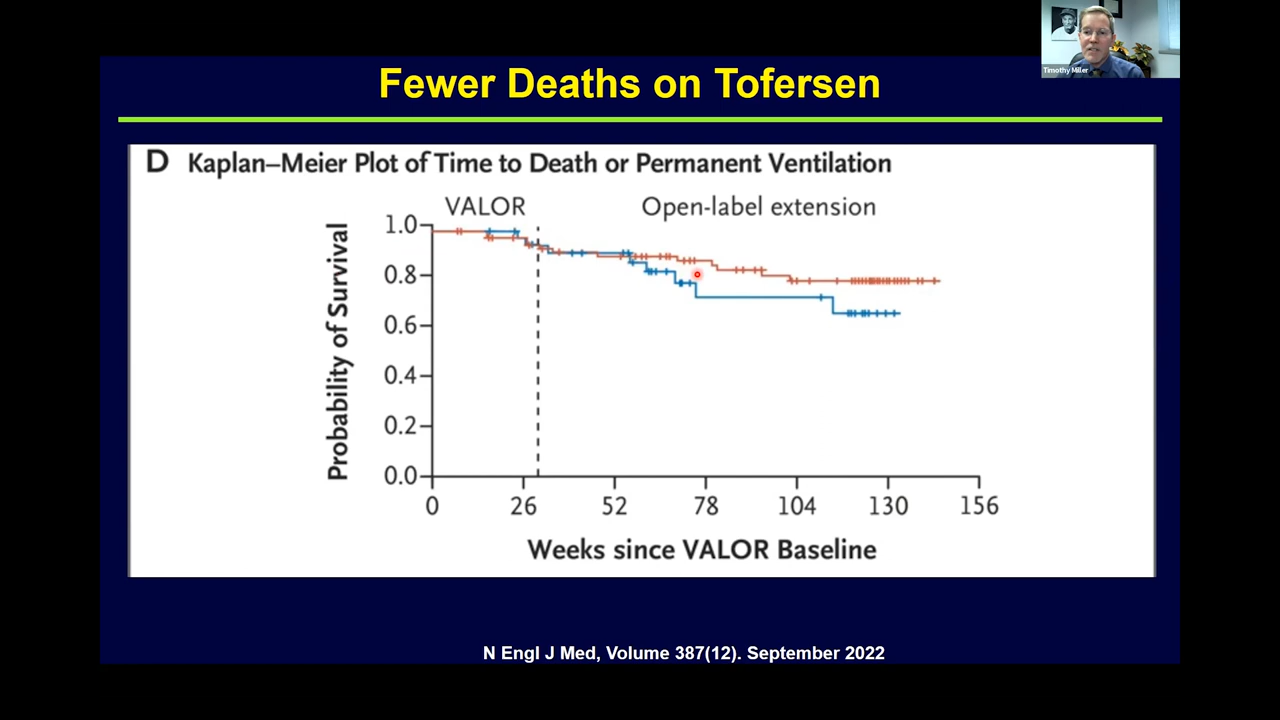 Timothy Miller
Fewer Deaths on Tofersen
D Kaplan–Meier Plot of Time to Death or Permanent Ventilation
VALOR Open-label extension
Probability of Survival
1.0
0.8
0.6
0.4
0.2
0.0
0 26 52 78 104 130 156
Weeks since VALOR Baseline
N Engl J Med, Volume 387(12). September 2022